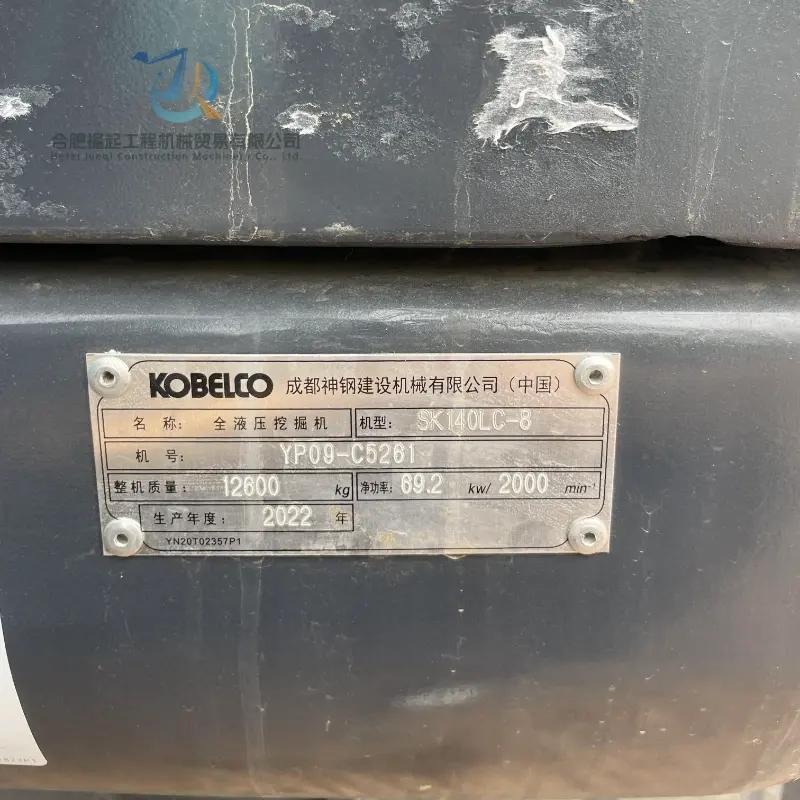 合肥掘起工程机械贸易有限公司
Hefei Jueqi Construction Machinery Co., Ltd.
KOBELCO 成都神钢建设机械有限公司（中国）
名 称： 全液压挖掘机 机型： SK140LC-8
机 号： YP09-C5261
整机质量： 12600 kg 净功率： 69.2 kw/ 2000 min⁻¹
生产年度： 2022 年
YN20T02357P1